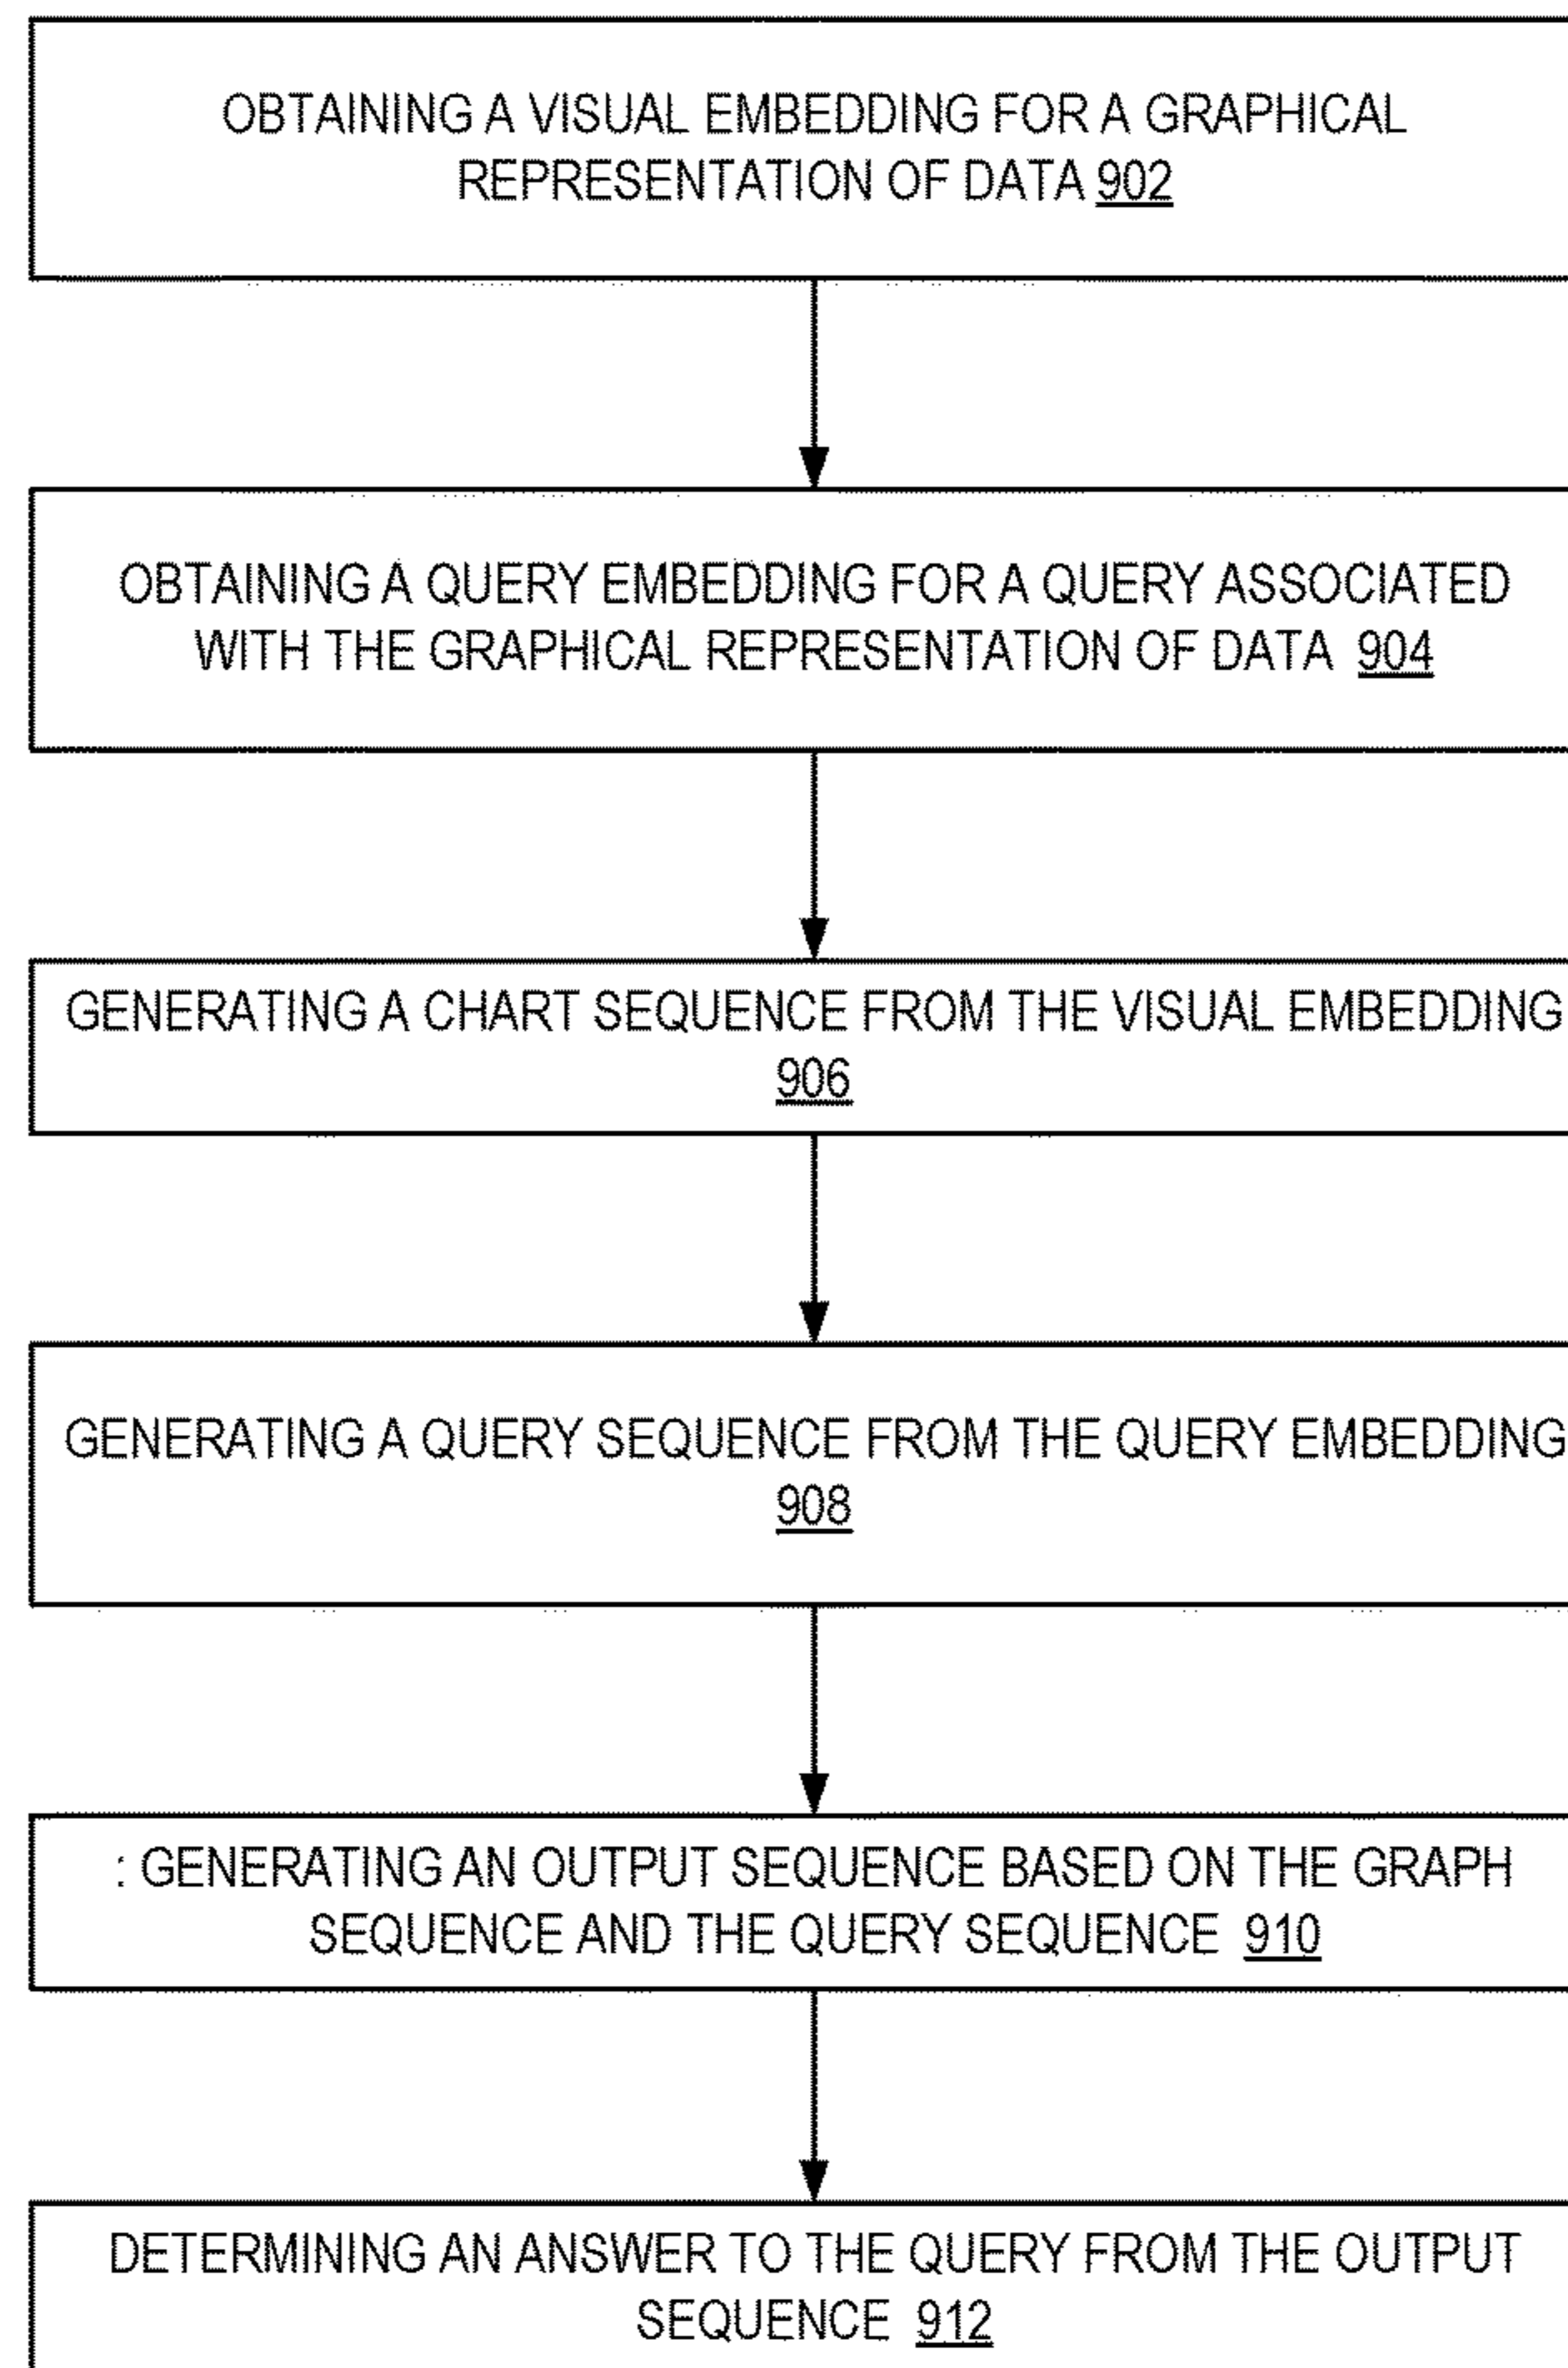 OBTAINING A VISUAL EMBEDDING FOR A GRAPHICAL
REPRESENTATION OF DATA 902
OBTAINING A QUERY EMBEDDING FOR A QUERY ASSOCIATED
WITH THE GRAPHICAL REPRESENTATION OF DATA 904
GENERATING A CHART SEQUENCE FROM THE VISUAL EMBEDDING
906
GENERATING A QUERY SEQUENCE FROM THE QUERY EMBEDDING
908
: GENERATING AN OUTPUT SEQUENCE BASED ON THE GRAPH
SEQUENCE AND THE QUERY SEQUENCE 910
DETERMINING AN ANSWER TO THE QUERY FROM THE OUTPUT
SEQUENCE 912